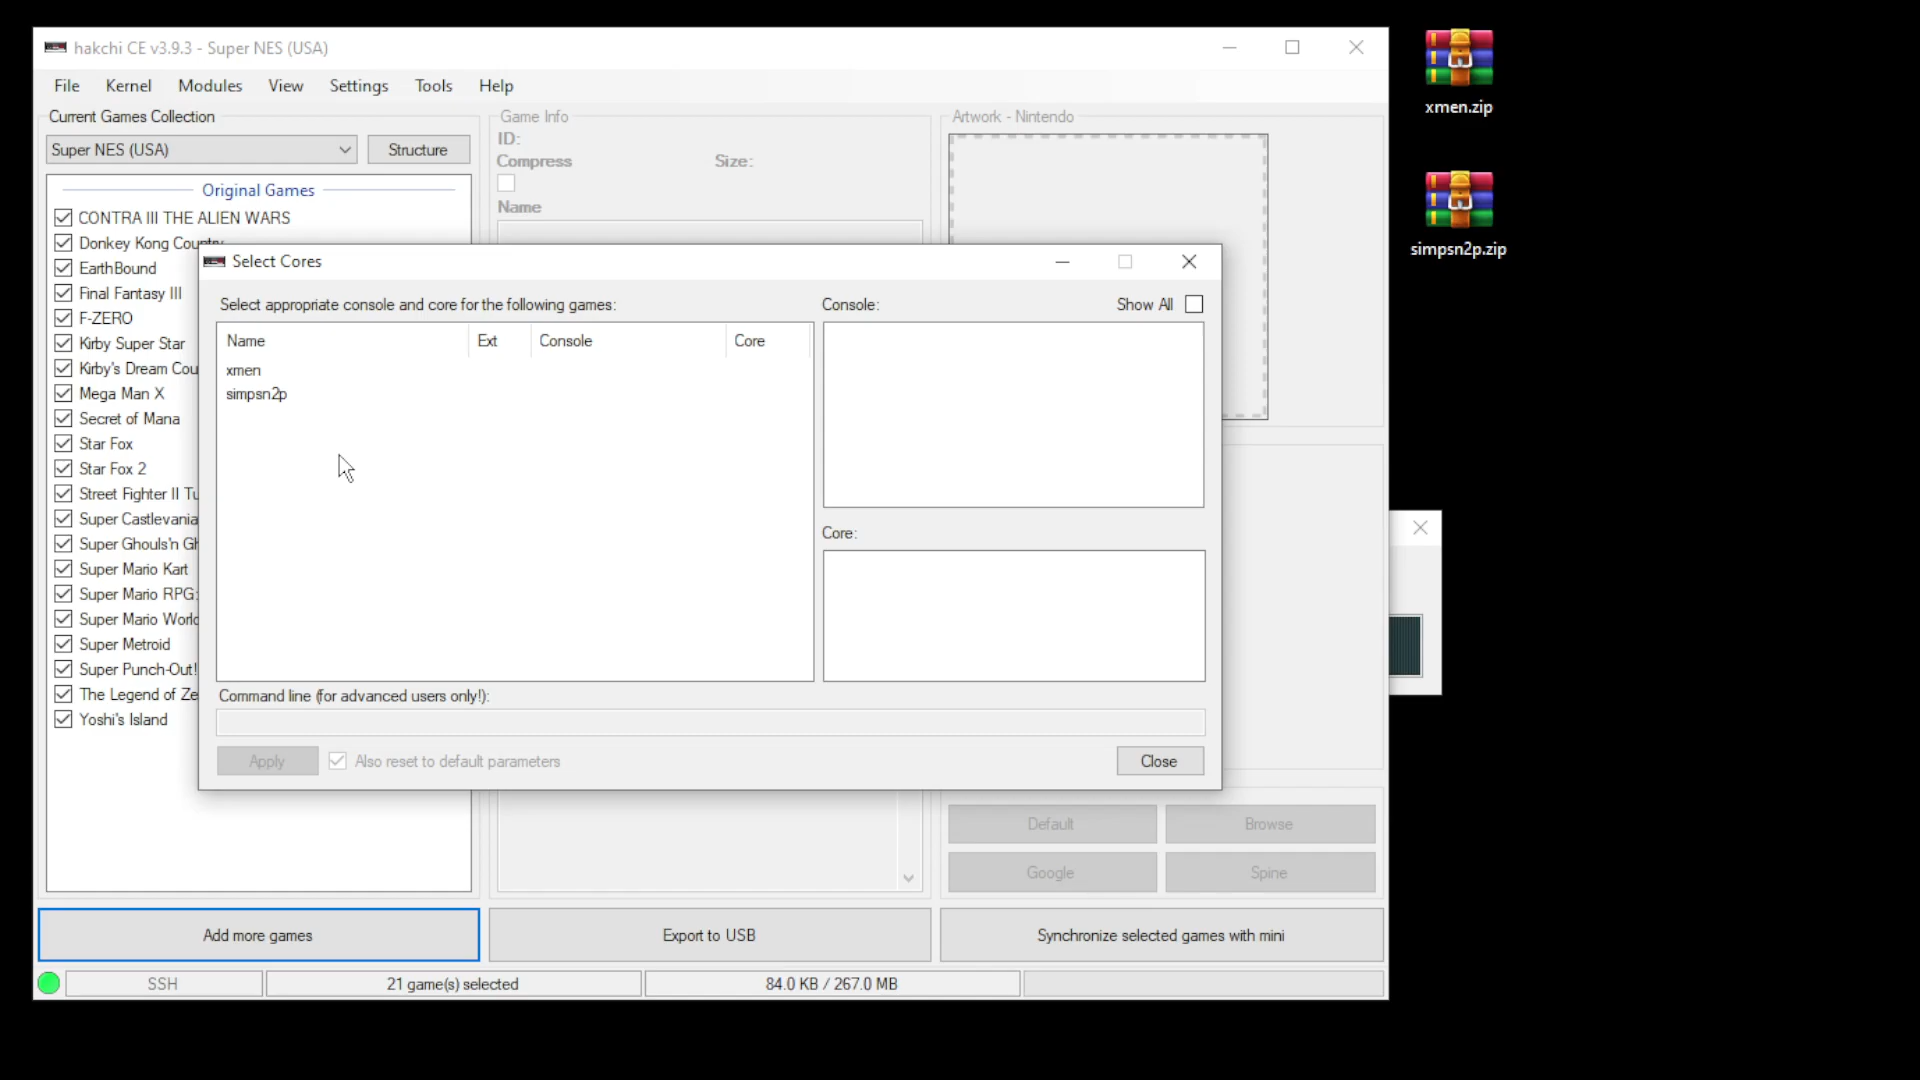 hakchi CE v3.9.3 - Super NES (USA)
xmen.zip
simpsn2p.zip
File Kernel Modules View Settings Tools Help
Current Games Collection
Super NES (USA)
Structure
Original Games
CONTRA III THE ALIEN WARS
Donkey Kong Country
EarthBound
Final Fantasy III
F-ZERO
Kirby Super Star
Kirby's Dream Cou
Mega Man X
Secret of Mana
Star Fox
Star Fox 2
Street Fighter II Tu
Super Castlevania
Super Ghouls'n Gh
Super Mario Kart
Super Mario RPG:
Super Mario World
Super Metroid
Super Punch-Out!
The Legend of Ze
Yoshi's Island
Game Info
ID:
Compress Size:
Name
Artwork - Nintendo
Select Cores
Select appropriate console and core for the following games:
Name Ext Console Core
xmen
simpsn2p
Console: Show All
Core:
Command line (for advanced users only!):
Apply
Also reset to default parameters
Close
Default Browse
Google Spine
Add more games
Export to USB
Synchronize selected games with mini
SSH
21 game(s) selected
84.0 KB / 267.0 MB